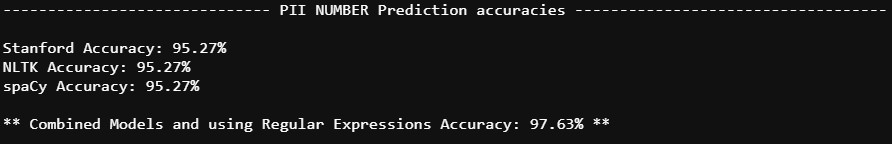 ------------------------------ PII NUMBER Prediction accuracies -----------------------------------
Stanford Accuracy: 95.27%
NLTK Accuracy: 95.27%
spaCy Accuracy: 95.27%
** Combined Models and using Regular Expressions Accuracy: 97.63% **